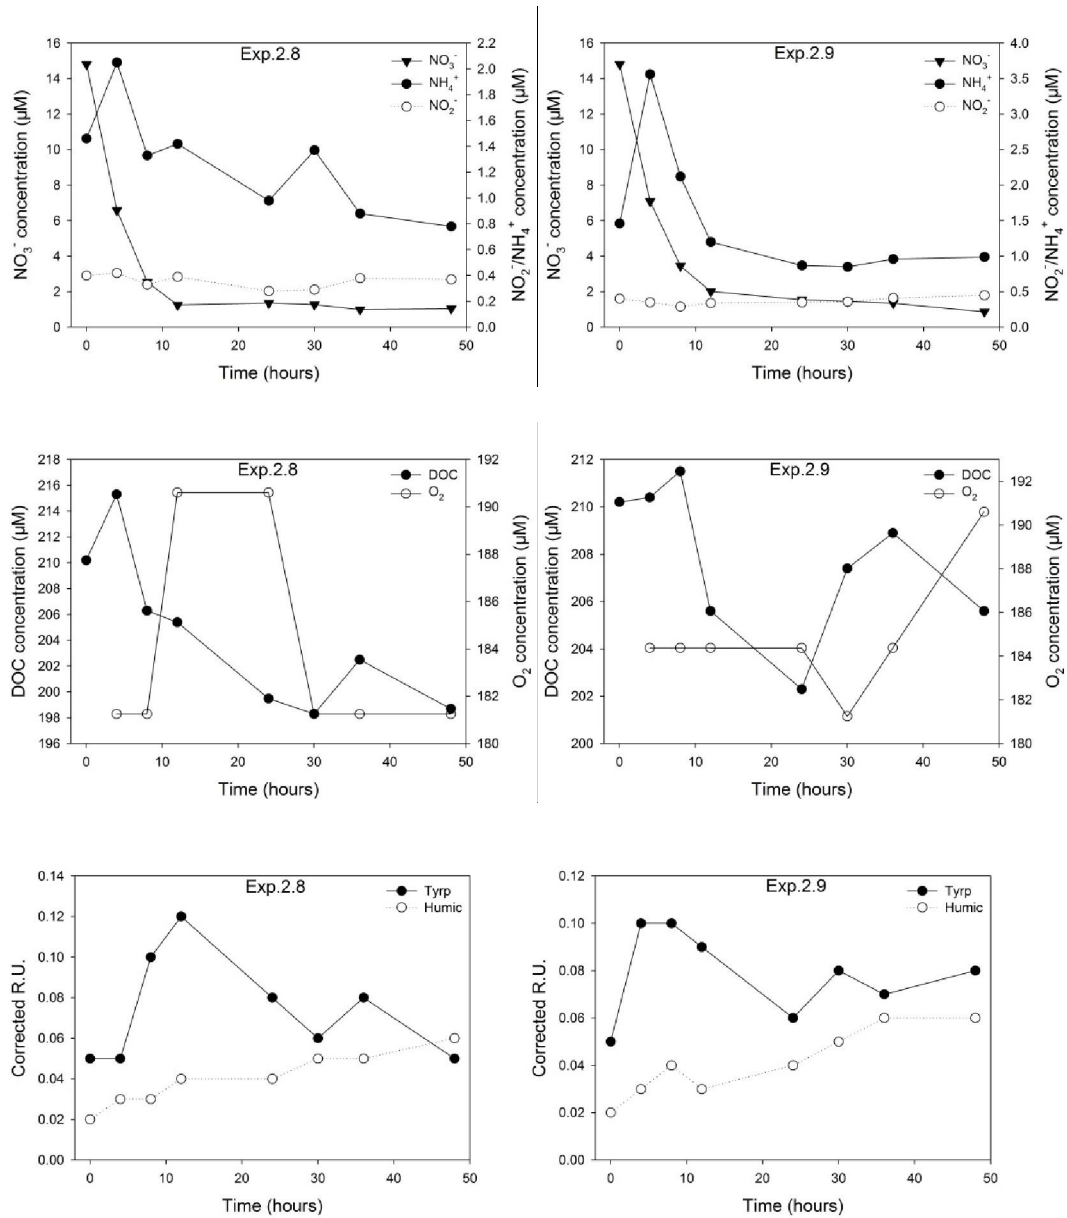 Exp.2.8
NO3- concentration (µM)
16
14
12
10
8
6
4
2
0
2.2
2.0
1.8
1.6
1.4
1.2
1.0
0.8
0.6
0.4
0.2
0.0
NO2-/NH4+ concentration (µM)
NO3-
NH4+
NO2-
0 10 20 30 40 50
Time (hours)
Exp.2.9
NO3- concentration (µM)
16
14
12
10
8
6
4
2
0
4.0
3.5
3.0
2.5
2.0
1.5
1.0
0.5
0.0
NO2-/NH4+ concentration (µM)
NO3-
NH4+
NO2-
0 10 20 30 40 50
Time (hours)
Exp.2.8
DOC concentration (µM)
218
216
214
212
210
208
206
204
202
200
198
196
192
190
188
186
184
182
180
O2 concentration (µM)
DOC
O2
0 10 20 30 40 50
Time (hours)
Exp.2.9
DOC concentration (µM)
212
210
208
206
204
202
200
192
190
188
186
184
182
180
O2 concentration (µM)
DOC
O2
0 10 20 30 40 50
Time (hours)
Exp.2.8
Corrected R.U.
0.14
0.12
0.10
0.08
0.06
0.04
0.02
0.00
Tyrp
Humic
0 10 20 30 40 50
Time (hours)
Exp.2.9
Corrected R.U.
0.12
0.10
0.08
0.06
0.04
0.02
0.00
Tyrp
Humic
0 10 20 30 40 50
Time (hours)